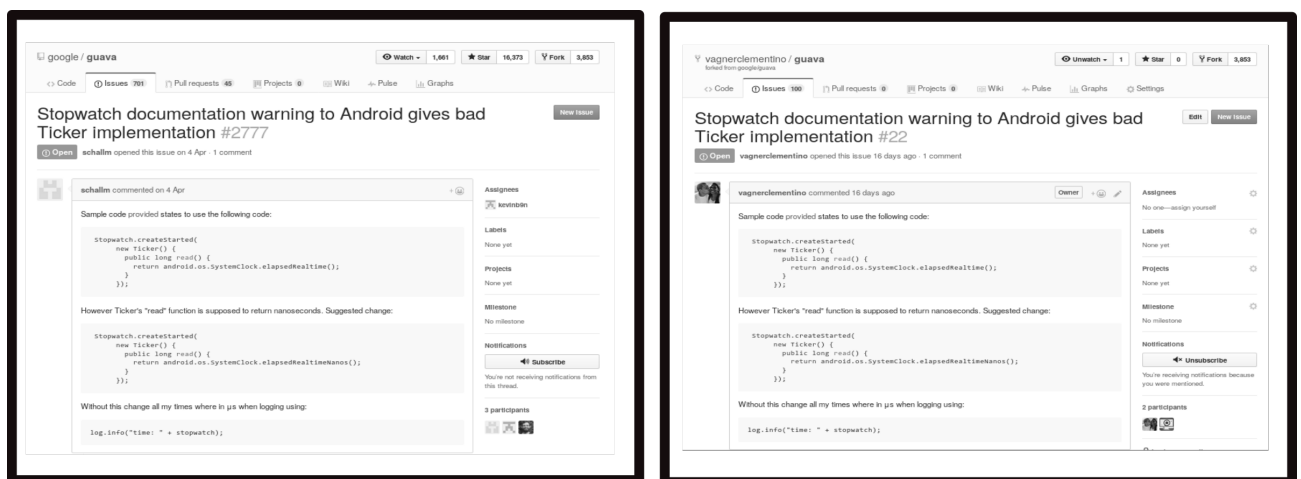 google / guava
Watch 1,661 Star 16,373 Fork 3,853
Code Issues 701 Pull requests 45 Projects 0 Wiki Pulse Graphs
Stopwatch documentation warning to Android gives bad
Ticker implementation #2777
New issue
Open schallm opened this issue on 4 Apr · 1 comment
schallm commented on 4 Apr
Sample code provided states to use the following code:
Stopwatch.createStarted(
new Ticker() {
public long read() {
return android.os.SystemClock.elapsedRealtime();
}
});
However Ticker's "read" function is supposed to return nanoseconds. Suggested change:
Stopwatch.createStarted(
new Ticker() {
public long read() {
return android.os.SystemClock.elapsedRealtimeNanos();
}
});
Without this change all my times where in µs when logging using:
log.info("time: " + stopwatch);
Assignees
kevinb9n
Labels
None yet
Projects
None yet
Milestone
No milestone
Notifications
Subscribe
You're not receiving notifications from
this thread.
3 participants
vagnerclementino / guava
forked from google/guava
Unwatch 1 Star 0 Fork 3,853
Code Issues 100 Pull requests 0 Projects 0 Wiki Pulse Graphs Settings
Stopwatch documentation warning to Android gives bad
Ticker implementation #22
Edit New issue
Open vagnerclementino opened this issue 16 days ago · 1 comment
vagnerclementino commented 16 days ago
Owner
Sample code provided states to use the following code:
Stopwatch.createStarted(
new Ticker() {
public long read() {
return android.os.SystemClock.elapsedRealtime();
}
});
However Ticker's "read" function is supposed to return nanoseconds. Suggested change:
Stopwatch.createStarted(
new Ticker() {
public long read() {
return android.os.SystemClock.elapsedRealtimeNanos();
}
});
Without this change all my times where in µs when logging using:
log.info("time: " + stopwatch);
Assignees
No one—assign yourself
Labels
None yet
Projects
None yet
Milestone
No milestone
Notifications
Unsubscribe
You're receiving notifications because
you were mentioned.
2 participants